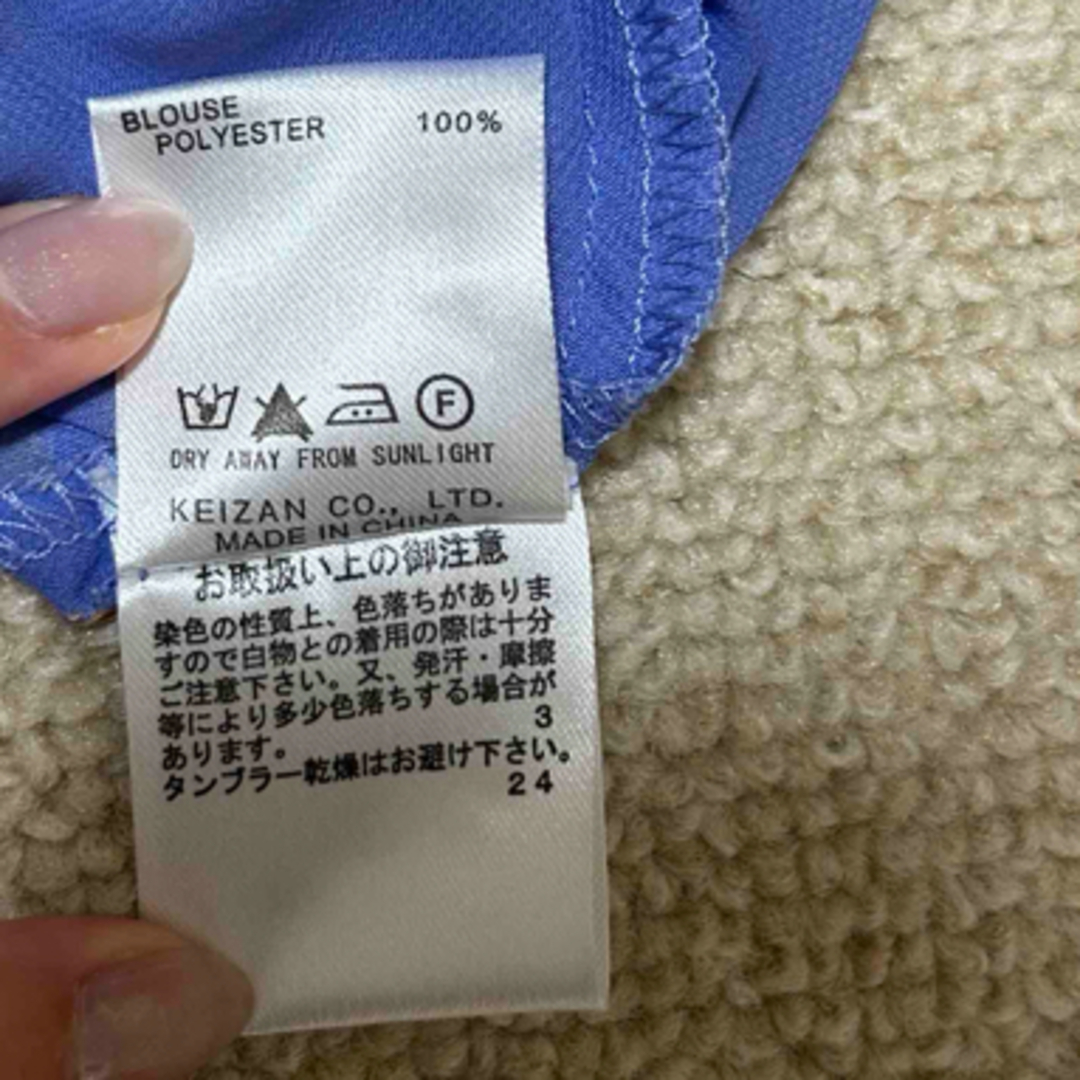 BLOUSE
POLYESTER 100%
F
DRY AWAY FROM SUNLIGHT
KEIZAN CO., LTD.
MADE IN CHINA
お取扱い上の御注意
染色の性質上、色落ちがありま
すので白物との着用の際は十分
ご注意下さい。又、発汗・摩擦
等により多少色落ちする場合が
あります。 3
タンブラー乾燥はお避け下さい。
24